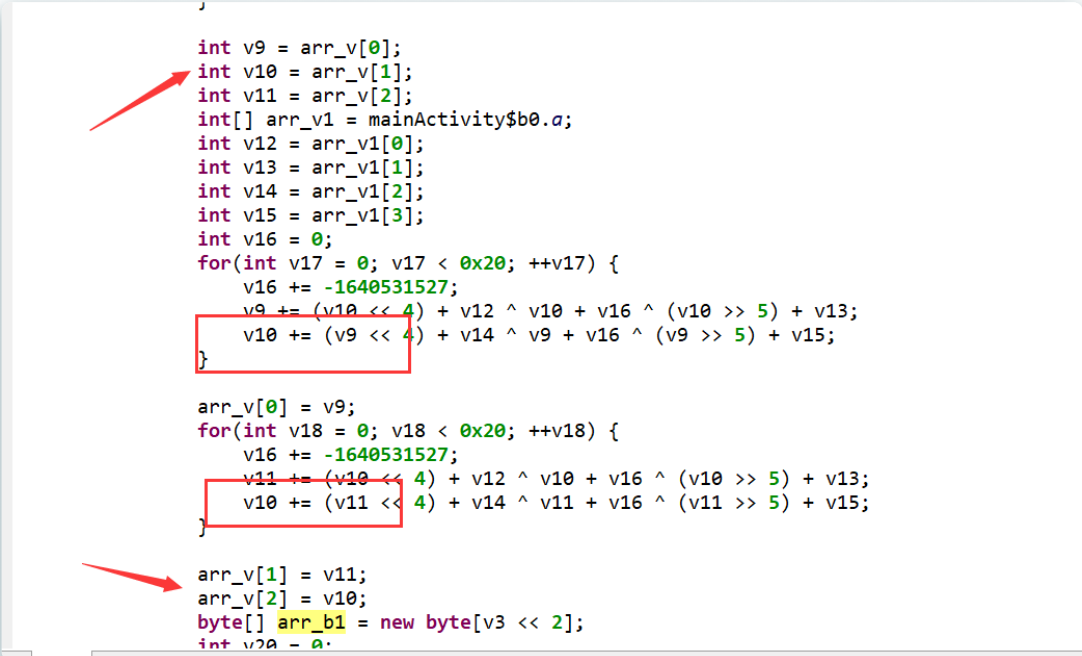 }
int v9 = arr_v[0];
int v10 = arr_v[1];
int v11 = arr_v[2];
int[] arr_v1 = mainActivity$b0.a;
int v12 = arr_v1[0];
int v13 = arr_v1[1];
int v14 = arr_v1[2];
int v15 = arr_v1[3];
int v16 = 0;
for(int v17 = 0; v17 < 0x20; ++v17) {
v16 += -1640531527;
v9 += (v10 << 4) + v12 ^ v10 + v16 ^ (v10 >> 5) + v13;
v10 += (v9 << 4) + v14 ^ v9 + v16 ^ (v9 >> 5) + v15;
}
arr_v[0] = v9;
for(int v18 = 0; v18 < 0x20; ++v18) {
v16 += -1640531527;
v11 += (v10 << 4) + v12 ^ v10 + v16 ^ (v10 >> 5) + v13;
v10 += (v11 << 4) + v14 ^ v11 + v16 ^ (v11 >> 5) + v15;
}
arr_v[1] = v11;
arr_v[2] = v10;
byte[] arr_b1 = new byte[v3 << 2];
int v20 = 0;